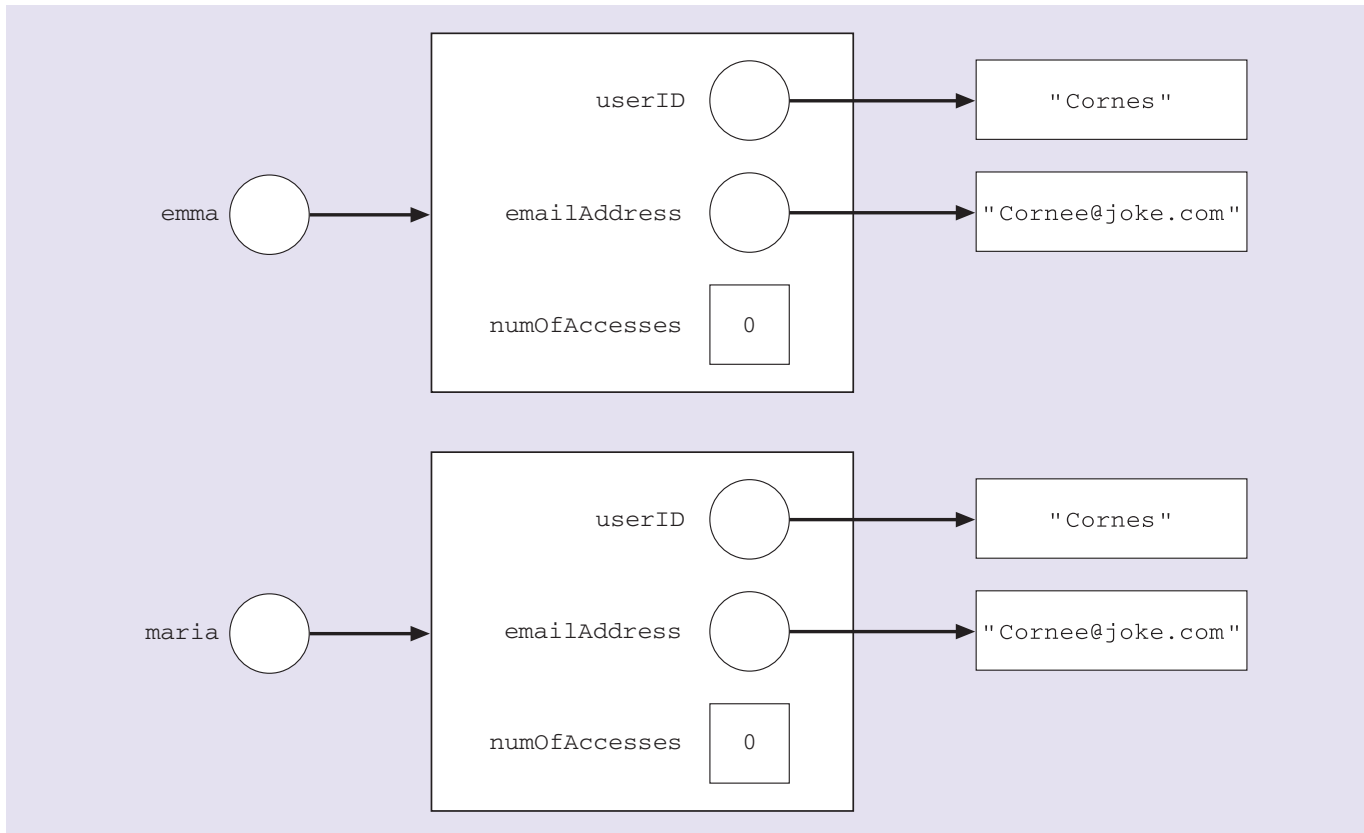 userID
"Cornes"
emma
emailAddress
"Cornee@joke.com"
numOfAccesses
0
userID
"Cornes"
maria
emailAddress
"Cornee@joke.com"
numOfAccesses
0